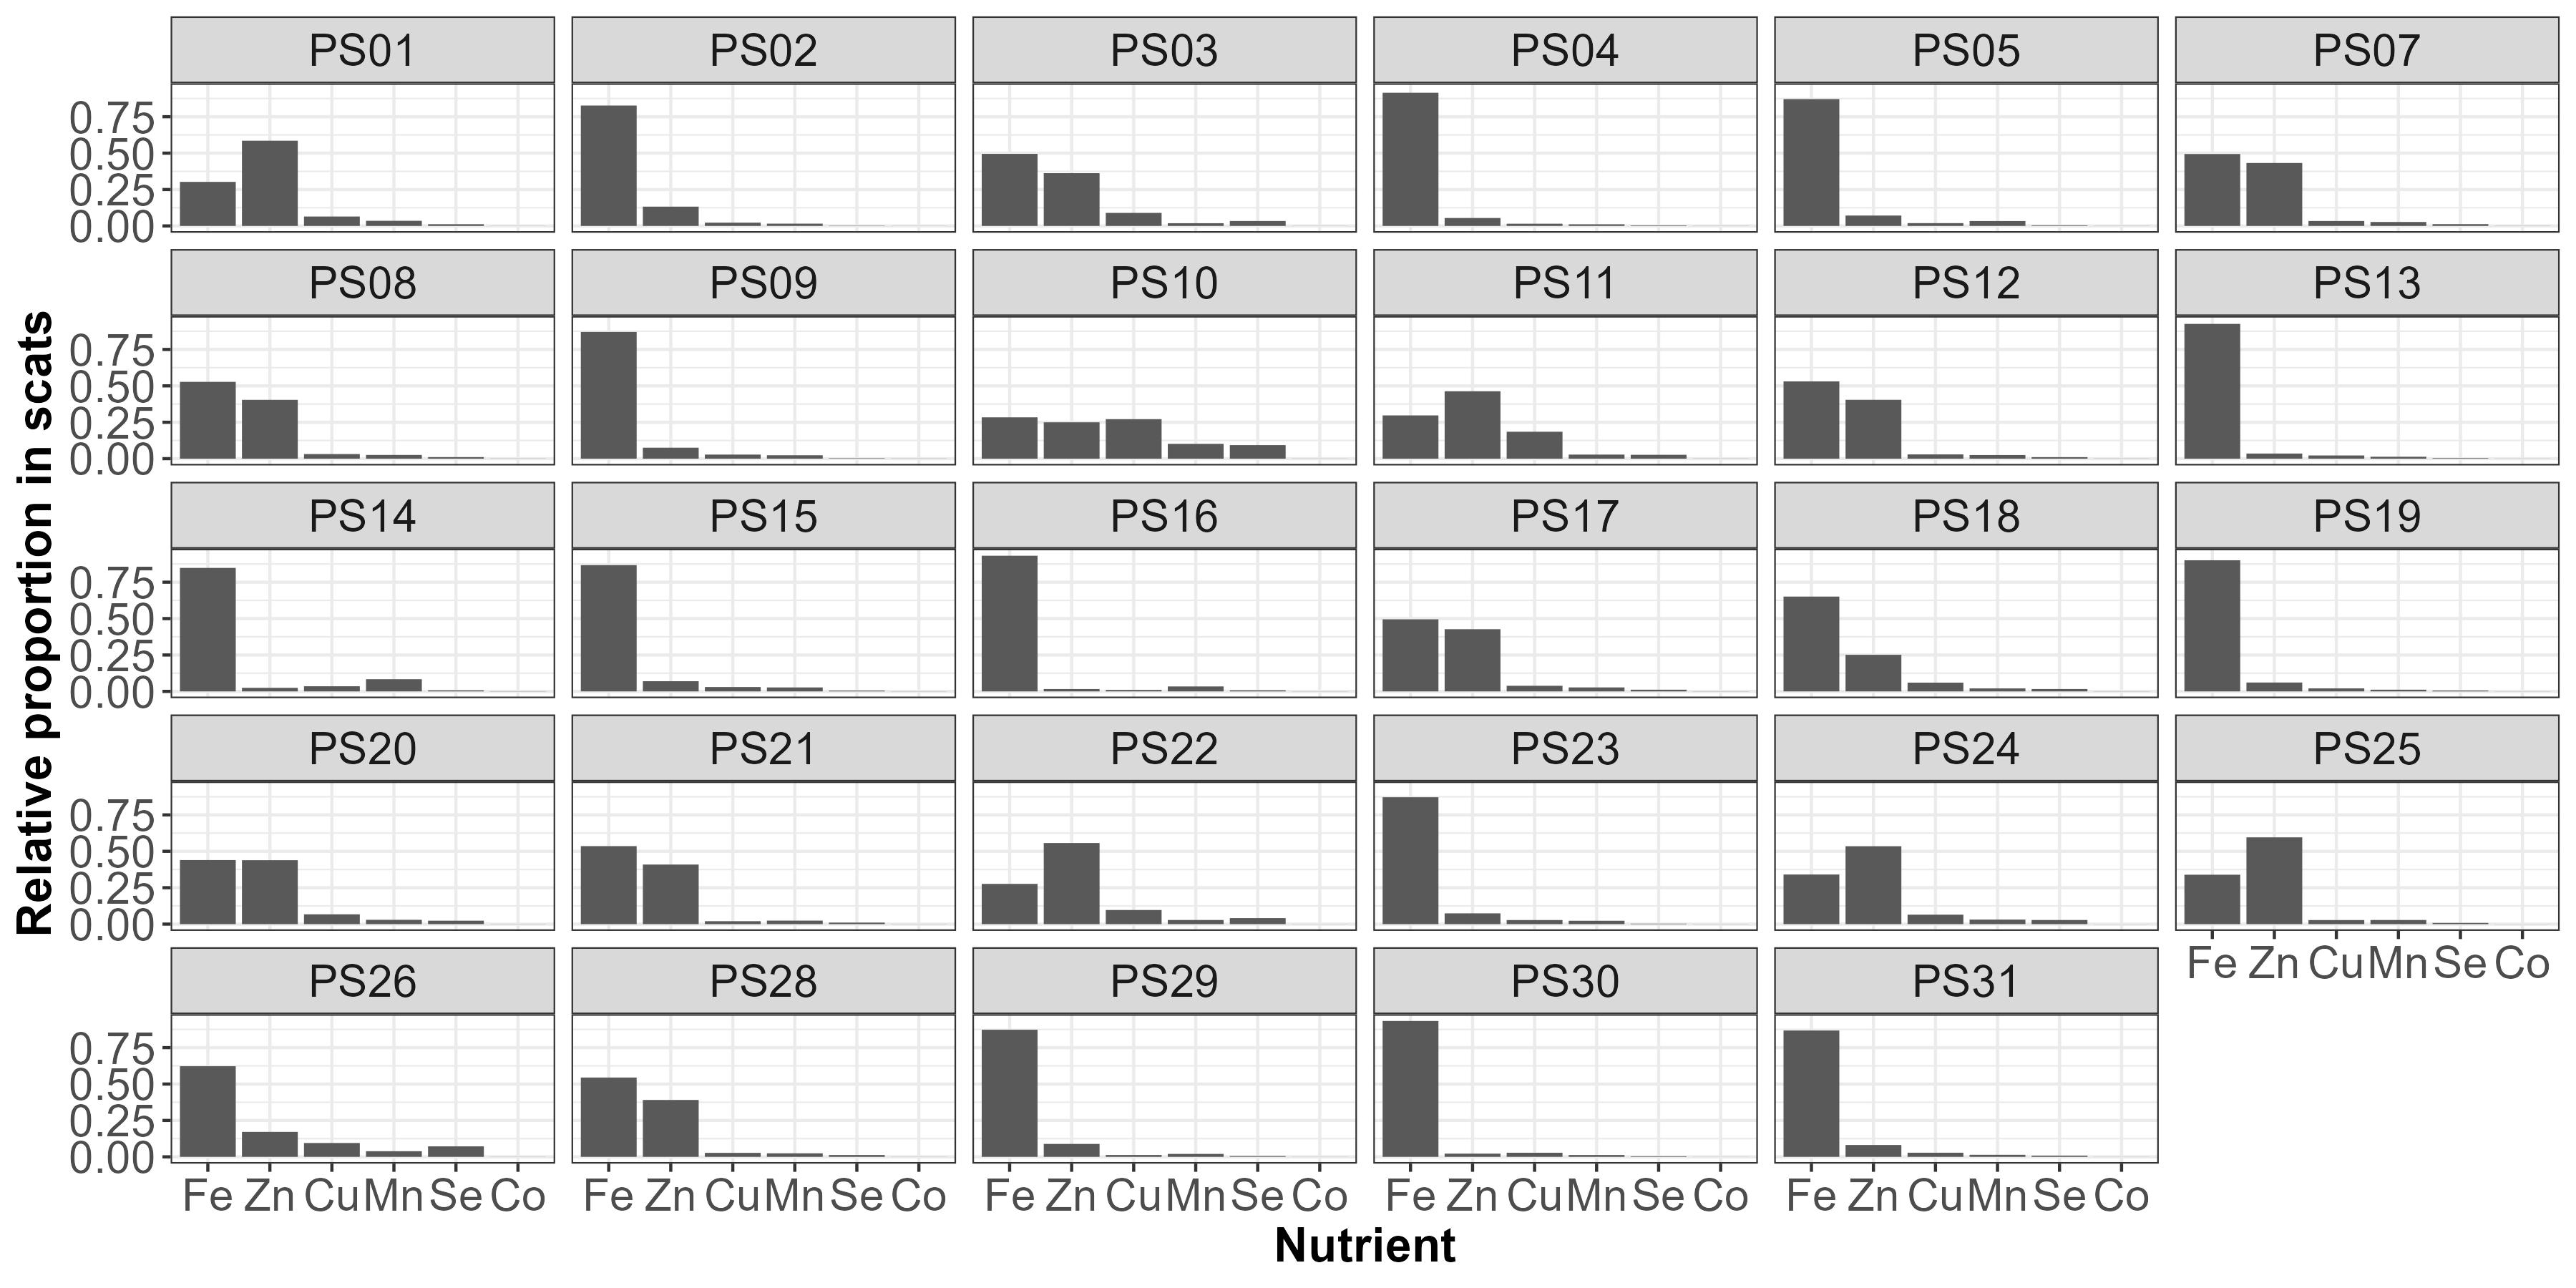 PS01 PS02 PS03 PS04 PS05 PS07
0.75
0.50
0.25
0.00
PS08 PS09 PS10 PS11 PS12 PS13
0.75
0.50
0.25
0.00
PS14 PS15 PS16 PS17 PS18 PS19
0.75
0.50
0.25
0.00
PS20 PS21 PS22 PS23 PS24 PS25
0.75
0.50
0.25
0.00
Fe Zn Cu Mn Se Co
PS26 PS28 PS29 PS30 PS31
0.75
0.50
0.25
0.00
Fe Zn Cu Mn Se Co Fe Zn Cu Mn Se Co Fe Zn Cu Mn Se Co Fe Zn Cu Mn Se Co Fe Zn Cu Mn Se Co
Nutrient
Relative proportion in scats